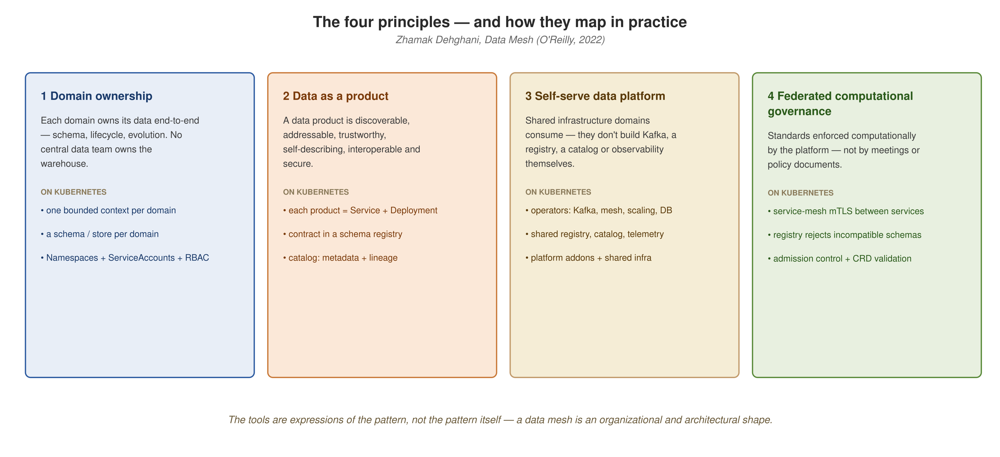 The four principles — and how they map in practice
Zhamak Dehghani, Data Mesh (O'Reilly, 2022)
1 Domain ownership
Each domain owns its data end-to-end
— schema, lifecycle, evolution. No
central data team owns the
warehouse.
ON KUBERNETES
• one bounded context per domain
• a schema / store per domain
• Namespaces + ServiceAccounts + RBAC
2 Data as a product
A data product is discoverable,
addressable, trustworthy,
self-describing, interoperable and
secure.
ON KUBERNETES
• each product = Service + Deployment
• contract in a schema registry
• catalog: metadata + lineage
3 Self-serve data platform
Shared infrastructure domains
consume — they don't build Kafka, a
registry, a catalog or observability
themselves.
ON KUBERNETES
• operators: Kafka, mesh, scaling, DB
• shared registry, catalog, telemetry
• platform addons + shared infra
4 Federated computational
governance
Standards enforced computationally
by the platform — not by meetings or
policy documents.
ON KUBERNETES
• service-mesh mTLS between services
• registry rejects incompatible schemas
• admission control + CRD validation
The tools are expressions of the pattern, not the pattern itself — a data mesh is an organizational and architectural shape.